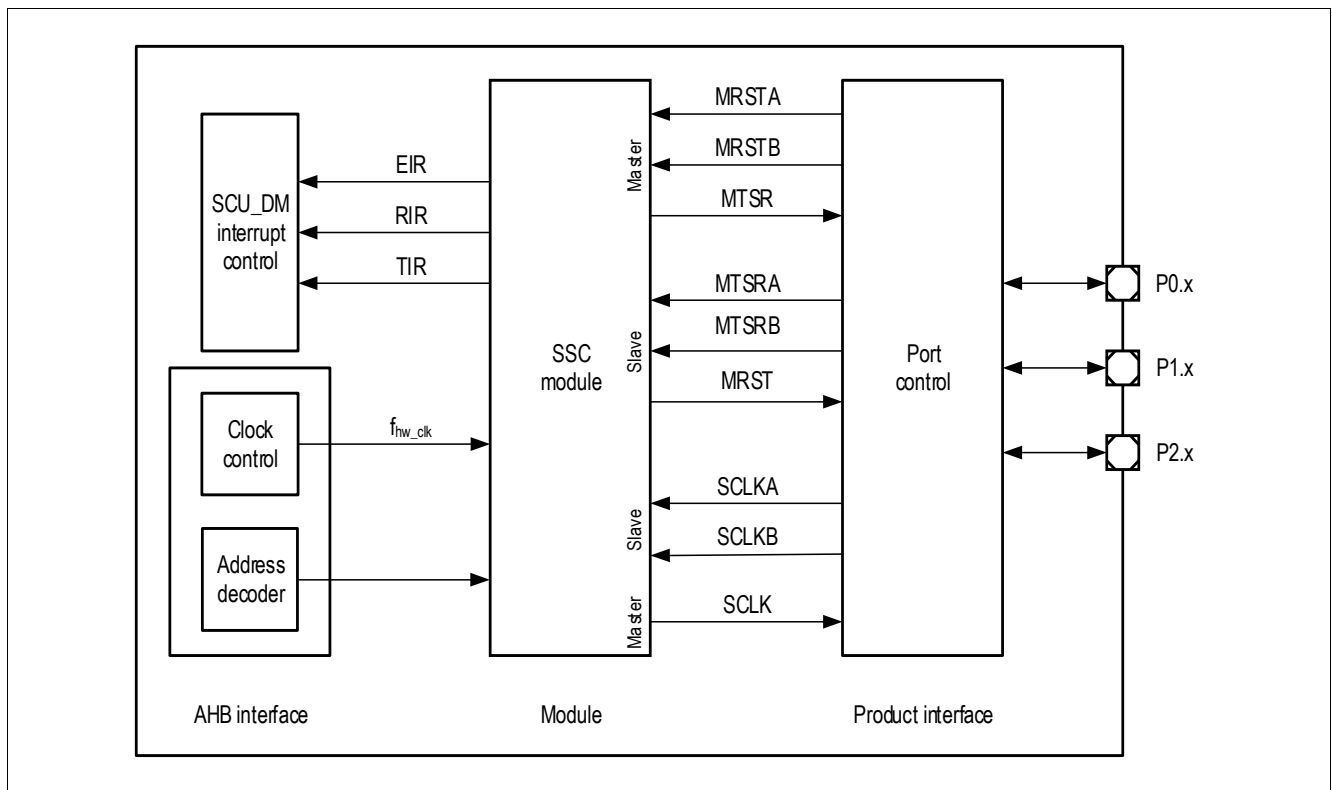 SCU_DM
interrupt
control
EIR
RIR
TIR
Clock
control
f_hw_clk
Address
decoder
AHB interface
SSC
module
Master
Slave
Slave
Master
Module
MRSTA
MRSTB
MTSR
MTSRA
MTSRB
MRST
SCLKA
SCLKB
SCLK
Port
control
Product interface
P0.x
P1.x
P2.x